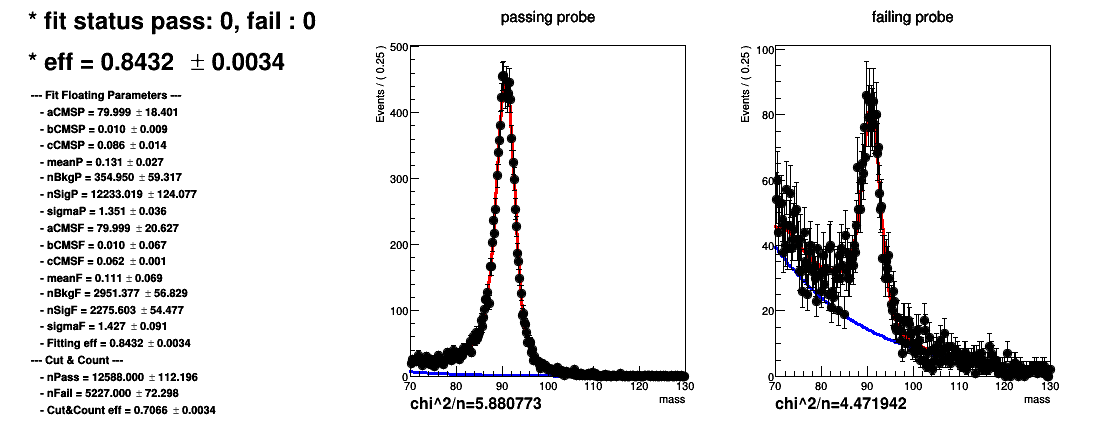 * fit status pass: 0, fail : 0
* eff = 0.8432 ± 0.0034
--- Fit Floating Parameters ---
- aCMSP = 79.999 ± 18.401
- bCMSP = 0.010 ± 0.009
- cCMSP = 0.086 ± 0.014
- meanP = 0.131 ± 0.027
- nBkgP = 354.950 ± 59.317
- nSigP = 12233.019 ± 124.077
- sigmaP = 1.351 ± 0.036
- aCMSF = 79.999 ± 20.627
- bCMSF = 0.010 ± 0.067
- cCMSF = 0.062 ± 0.001
- meanF = 0.111 ± 0.069
- nBkgF = 2951.377 ± 56.829
- nSigF = 2275.603 ± 54.477
- sigmaF = 1.427 ± 0.091
- Fitting eff = 0.8432 ± 0.0034
--- Cut & Count ---
- nPass = 12588.000 ± 112.196
- nFail = 5227.000 ± 72.298
- Cut&Count eff = 0.7066 ± 0.0034
passing probe
Events / ( 0.25 )
500
400
300
200
100
0
70 80 90 100 110 120 130
mass
chi^2/n=5.880773
failing probe
Events / ( 0.25 )
100
80
60
40
20
0
70 80 90 100 110 120 130
mass
chi^2/n=4.471942